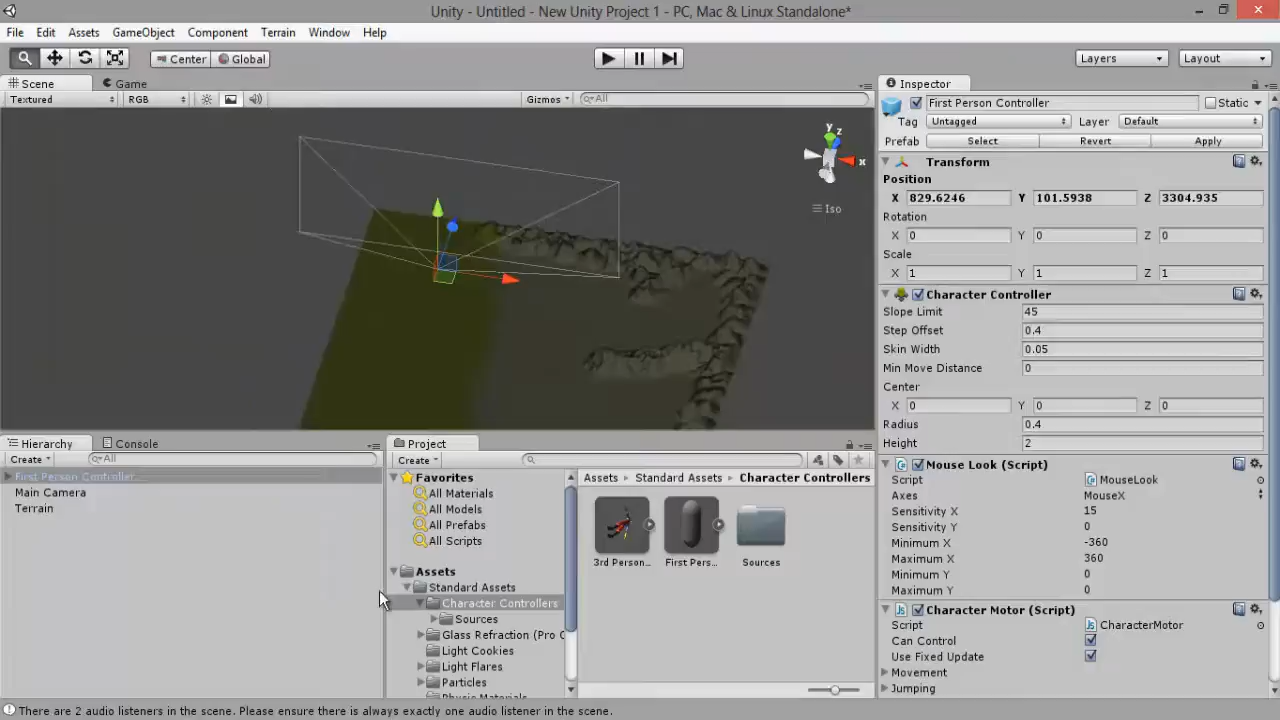 Unity - Untitled - New Unity Project 1 - PC, Mac & Linux Standalone*
File Edit Assets GameObject Component Terrain Window Help
Center Global Layers Layout
Scene Game
Textured RGB Gizmos All
y
z
x
Iso
Inspector
First Person Controller Static
Tag Untagged Layer Default
Prefab Select Revert Apply
Transform
Position
X 829.6246 Y 101.5938 Z 3304.935
Rotation
X 0 Y 0 Z 0
Scale
X 1 Y 1 Z 1
Character Controller
Slope Limit 45
Step Offset 0.4
Skin Width 0.05
Min Move Distance 0
Center
X 0 Y 0 Z 0
Radius 0.4
Height 2
Mouse Look (Script)
Script MouseLook
Axes MouseX
Sensitivity X 15
Sensitivity Y 0
Minimum X -360
Maximum X 360
Minimum Y 0
Maximum Y 0
Character Motor (Script)
Script CharacterMotor
Can Control
Use Fixed Update
Movement
Jumping
Hierarchy Console
Create All
First Person Controller
Main Camera
Terrain
Project
Create
Favorites
All Materials
All Models
All Prefabs
All Scripts
Assets
Standard Assets
Character Controllers
Sources
Glass Refraction (Pro O
Light Cookies
Light Flares
Particles
Physic Materials
Assets Standard Assets Character Controllers
3rd Person... First Pers... Sources
There are 2 audio listeners in the scene. Please ensure there is always exactly one audio listener in the scene.